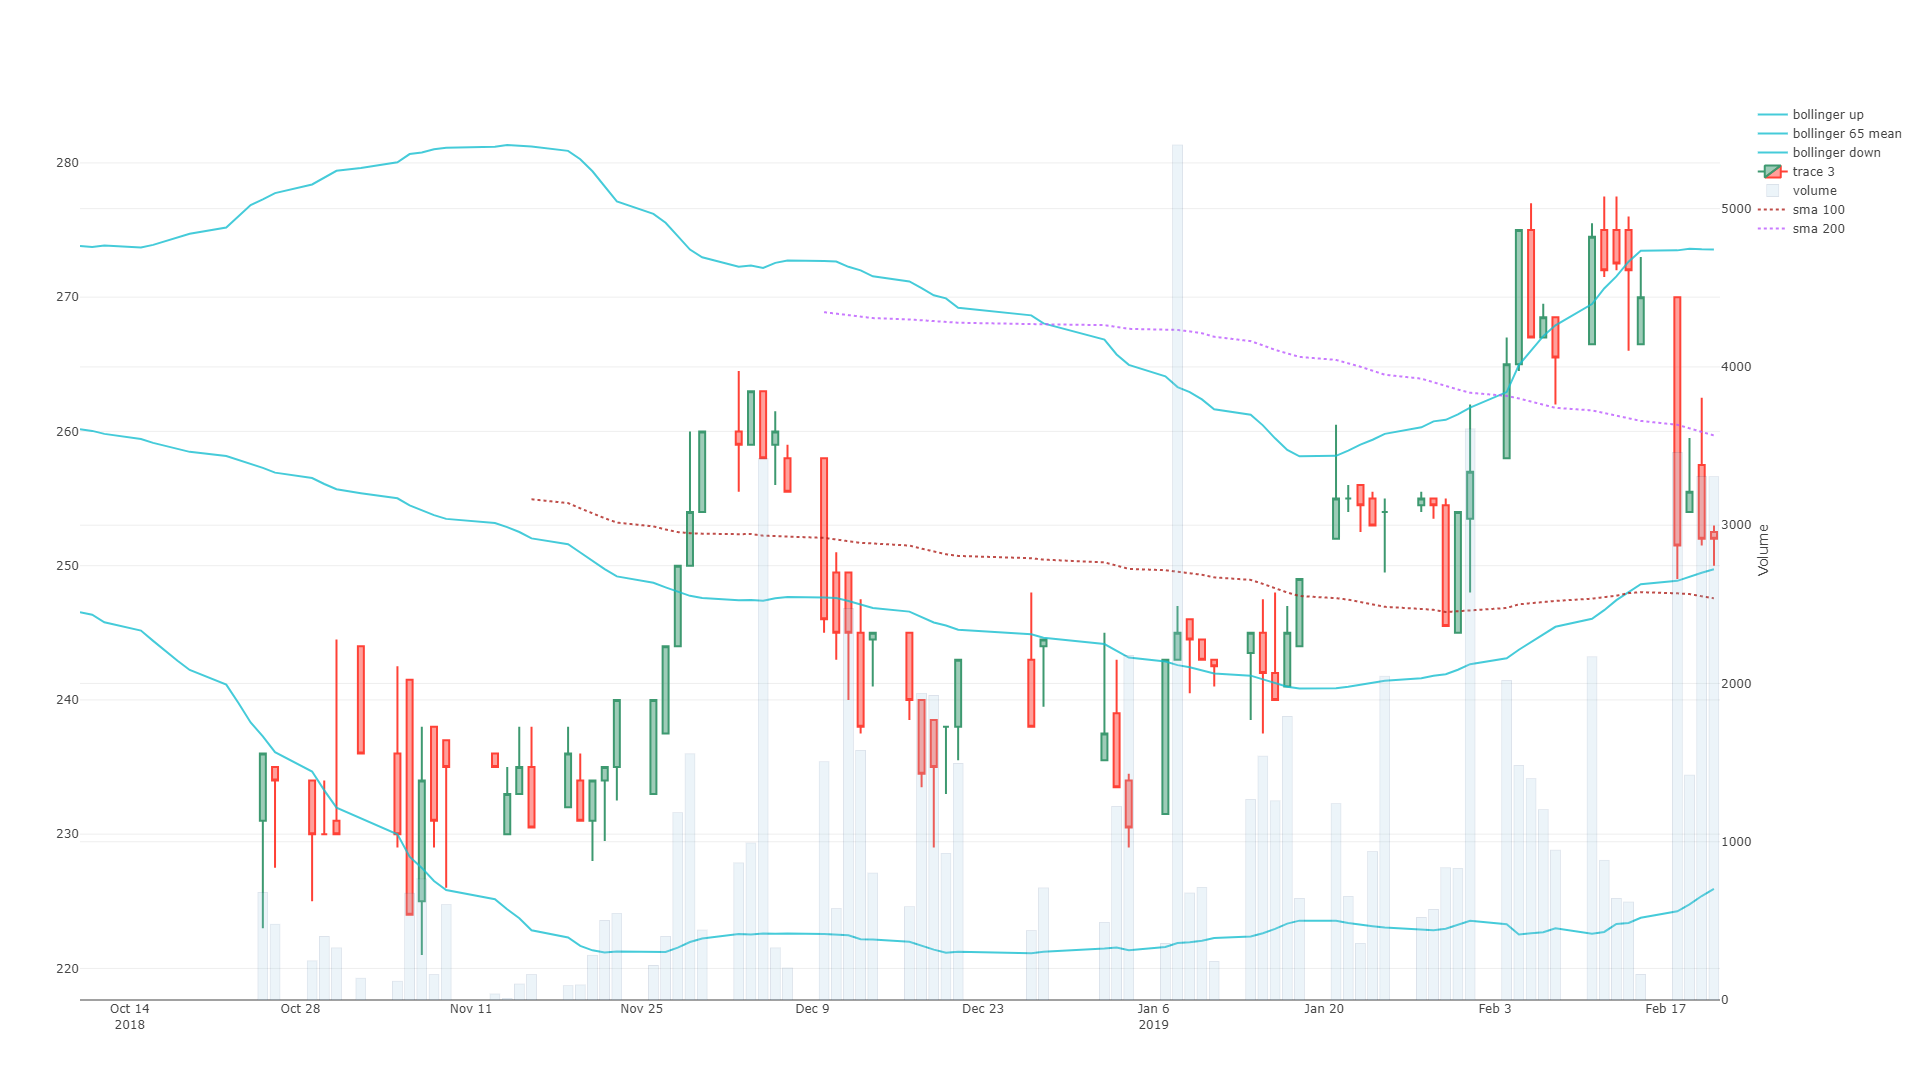 bollinger up
bollinger 65 mean
bollinger down
trace 3
volume
sma 100
sma 200
280
270
260
250
240
230
220
5000
4000
3000
2000
1000
0
Volume
Oct 14
2018
Oct 28
Nov 11
Nov 25
Dec 9
Dec 23
Jan 6
2019
Jan 20
Feb 3
Feb 17